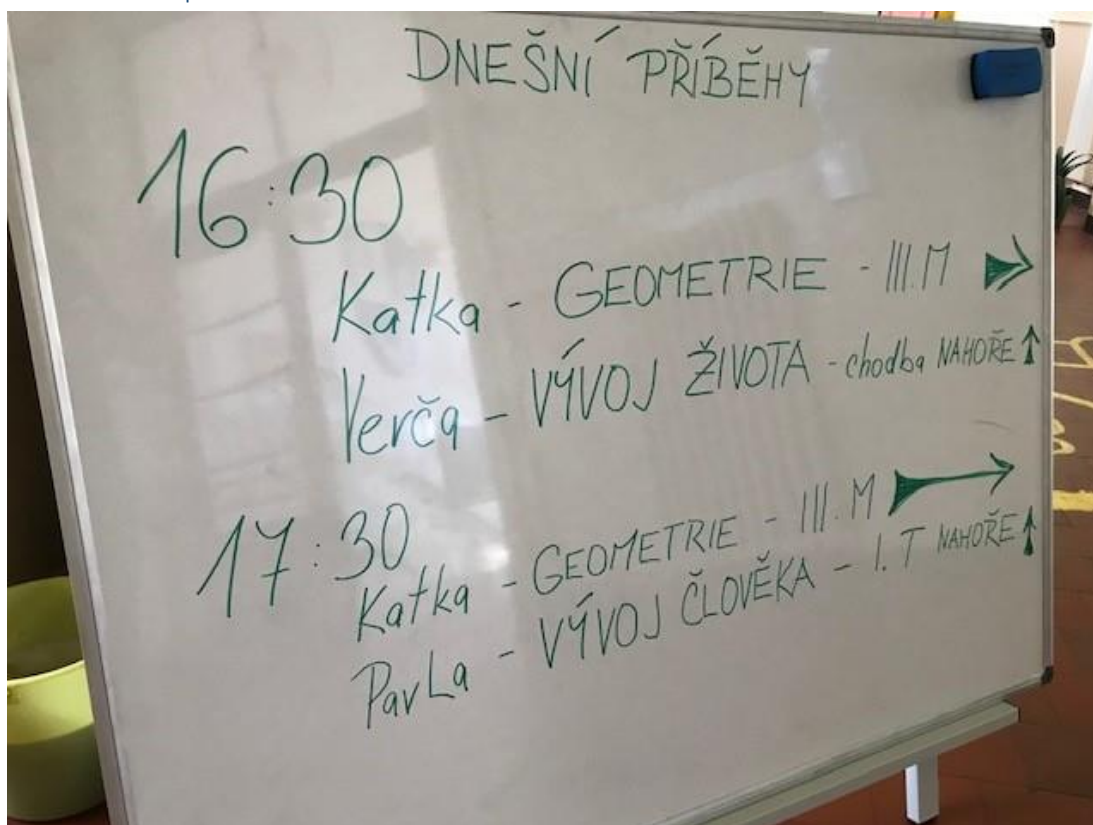 DNEŠNÍ PŘÍBĚHY
16:30
Katka - GEOMETRIE - III.M
Verča - VÝVOJ ŽIVOTA - chodba NAHOŘE ↑
17:30
Katka - GEOMETRIE - III.M →
PavLa - VÝVOJ ČLOVĚKA - I.T NAHOŘE ↑